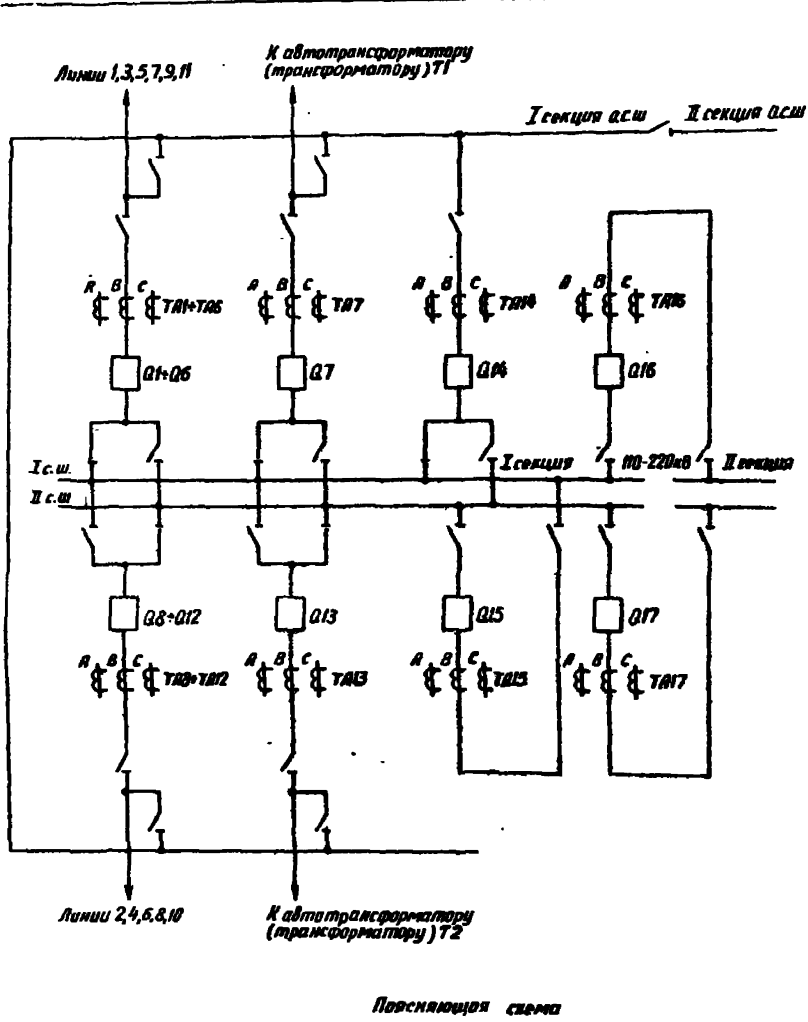 К автотрансформатору
Линии 1,3,5,7,9,11
(трансформатору) Т1
I секция о.с.ш
II секция о.с.ш
А В С ТА1÷ТА6
А В С ТА7
А В С ТА14
А В С ТА16
Q1÷Q6
Q7
Q14
Q16
I с.ш.
I секция
110-220кв
II секция
II с.ш
Q8÷Q12
Q13
Q15
Q17
А В С ТА8÷ТА12
А В С ТА13
А В С ТА15
А В С ТА17
Линии 2,4,6,8,10
К автотрансформатору
(трансформатору) Т2
Поясняющая схема